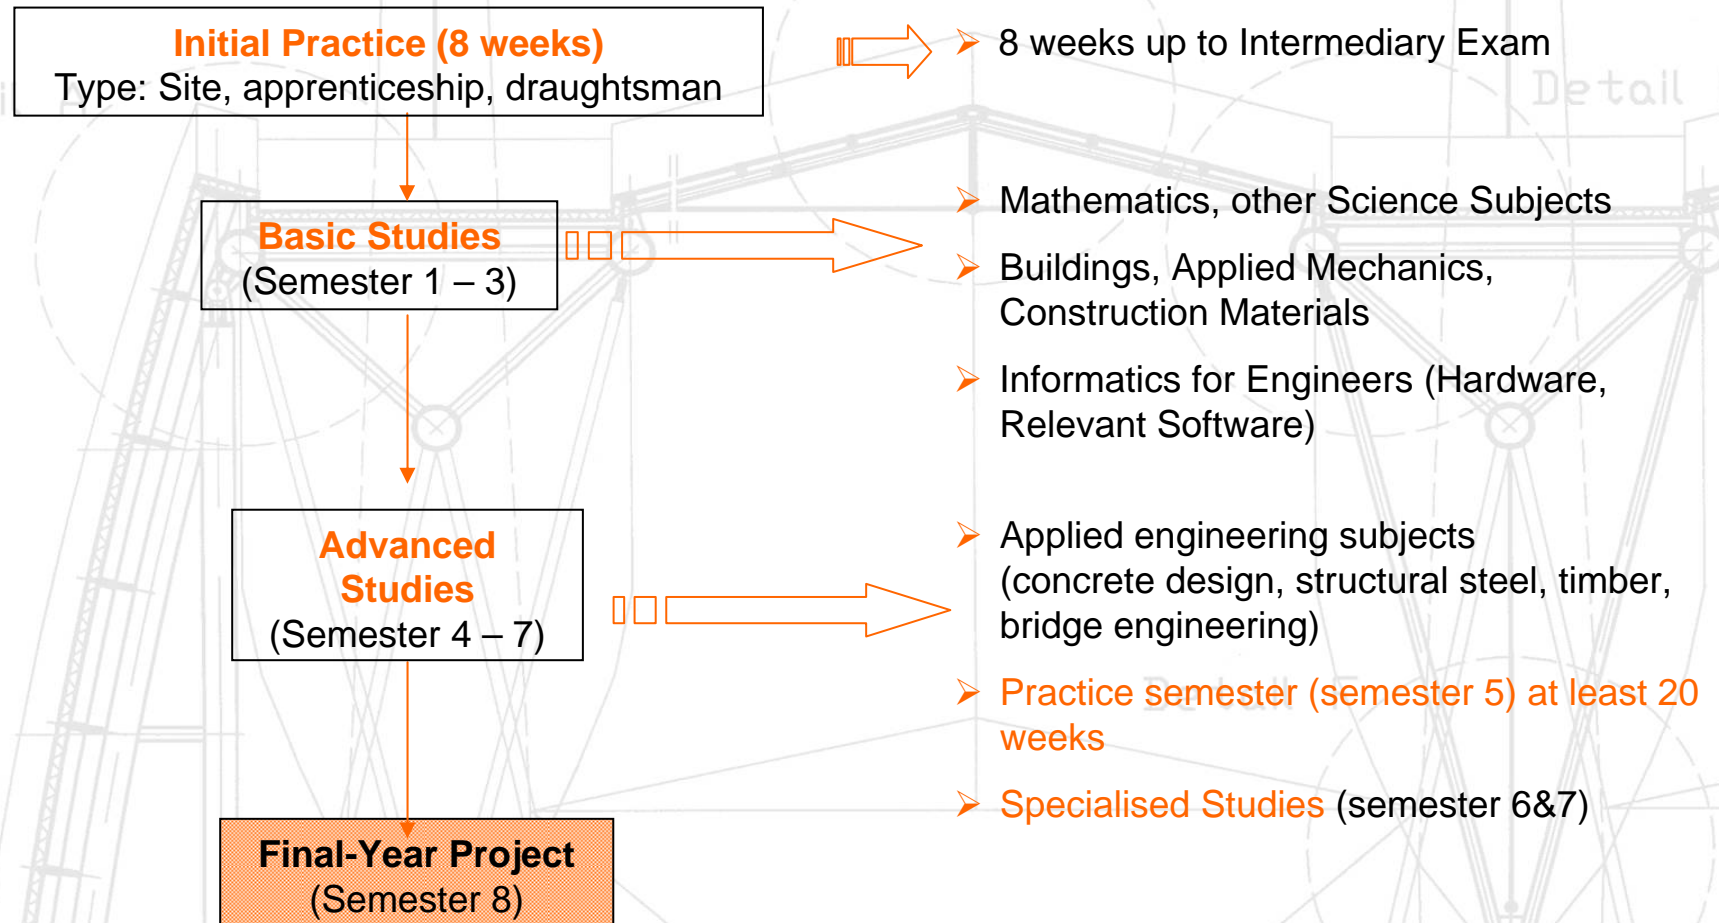 Initial Practice (8 weeks)
Type: Site, apprenticeship, draughtsman
➢ 8 weeks up to Intermediary Exam
Detail
Basic Studies
(Semester 1 – 3)
➢ Mathematics, other Science Subjects
➢ Buildings, Applied Mechanics,
Construction Materials
➢ Informatics for Engineers (Hardware,
Relevant Software)
Advanced
Studies
(Semester 4 – 7)
➢ Applied engineering subjects
(concrete design, structural steel, timber,
bridge engineering)
➢ Practice semester (semester 5) at least 20
weeks
➢ Specialised Studies (semester 6&7)
Final-Year Project
(Semester 8)